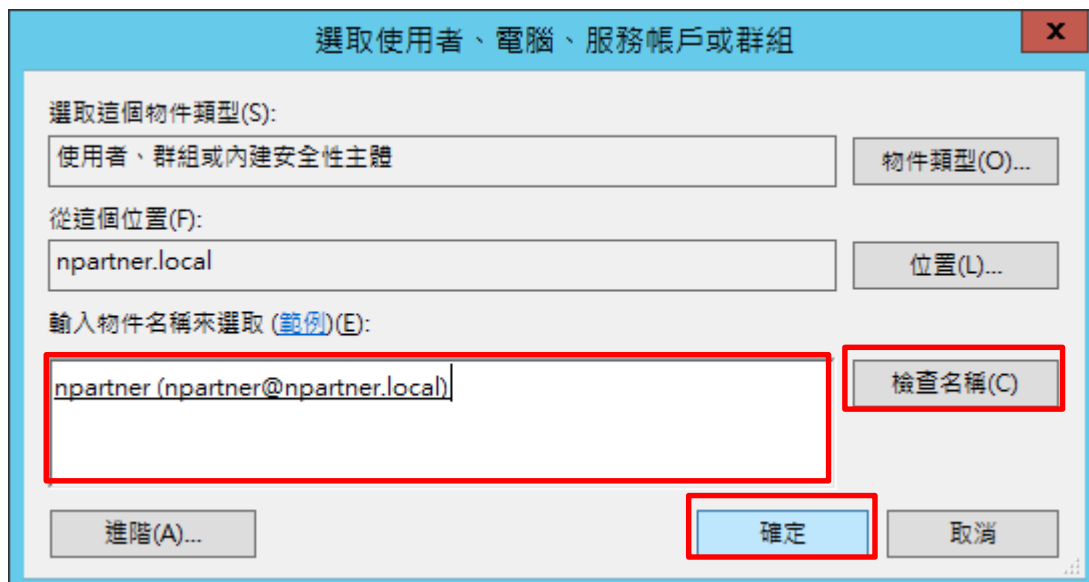 選取使用者、電腦、服務帳戶或群組
x
選取這個物件類型(S):
使用者、群組或內建安全性主體
物件類型(O)...
從這個位置(F):
npartner.local
位置(L)...
輸入物件名稱來選取 (範例)(E):
npartner (npartner@npartner.local)
檢查名稱(C)
進階(A)...
確定
取消